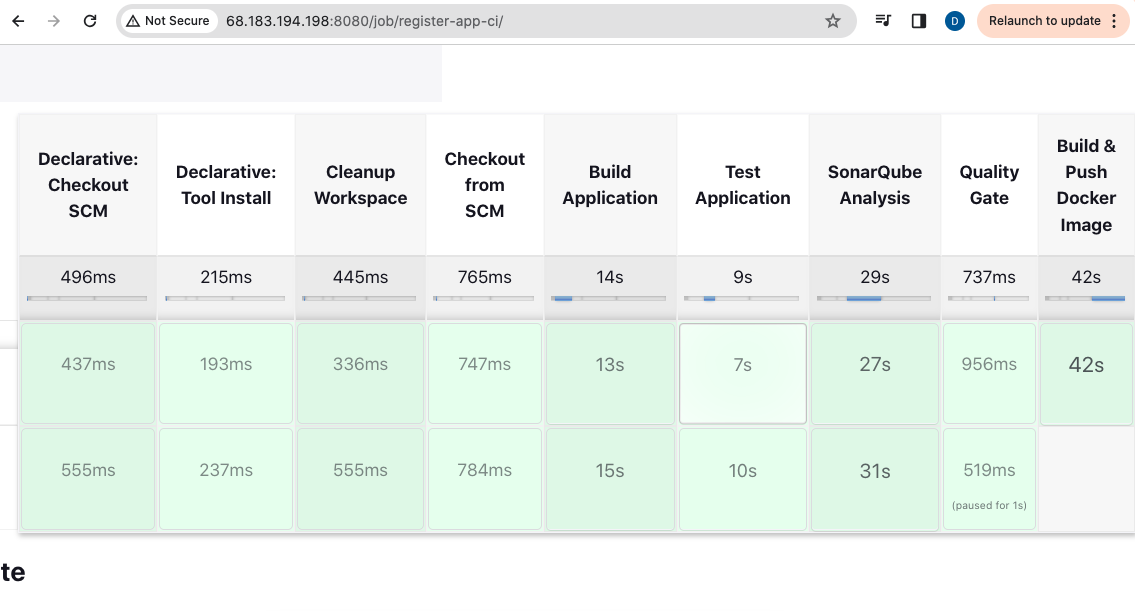 Not Secure 68.183.194.198:8080/job/register-app-ci/ D Relaunch to update
Declarative:
Checkout
SCM
Declarative:
Tool Install
Cleanup
Workspace
Checkout
from
SCM
Build
Application
Test
Application
SonarQube
Analysis
Quality
Gate
Build &
Push
Docker
Image
496ms 215ms 445ms 765ms 14s 9s 29s 737ms 42s
437ms 193ms 336ms 747ms 13s 7s 27s 956ms 42s
555ms 237ms 555ms 784ms 15s 10s 31s 519ms
(paused for 1s)
te